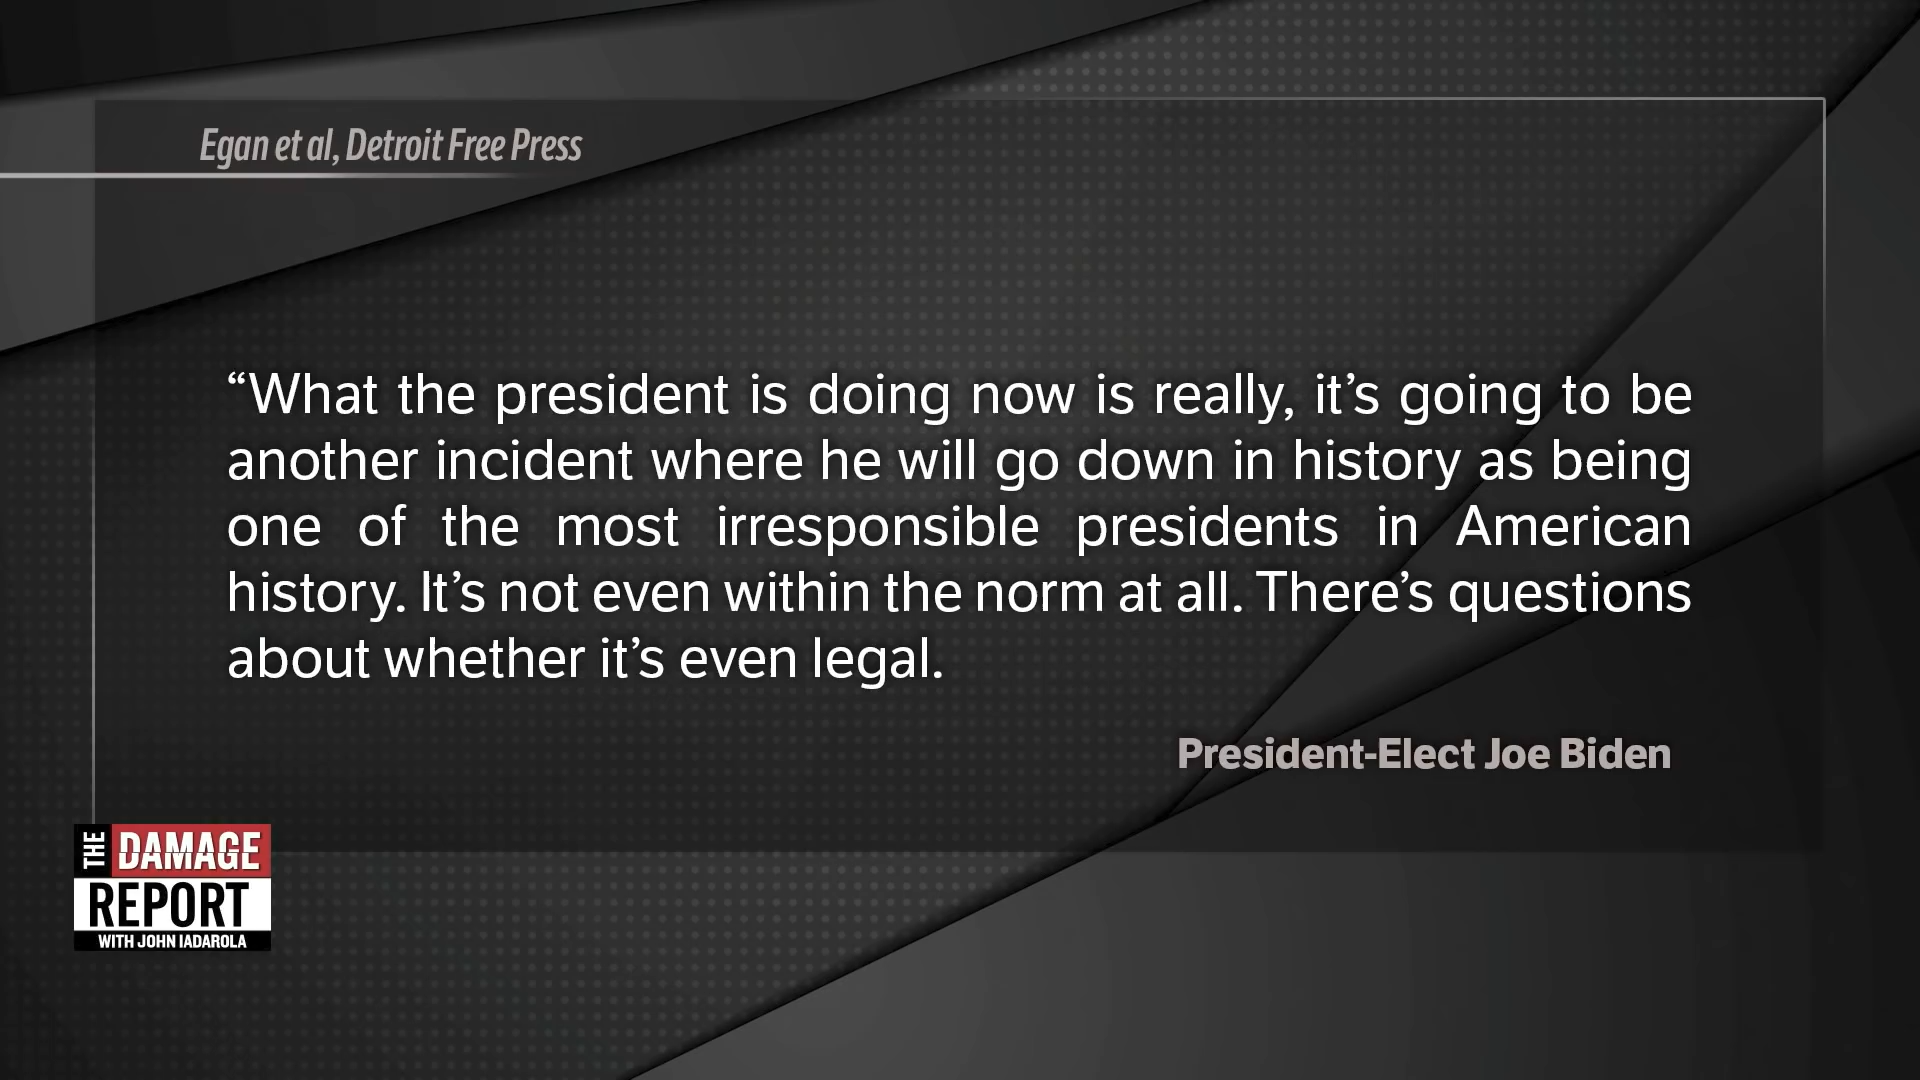 Egan et al, Detroit Free Press
“What the president is doing now is really, it’s going to be
another incident where he will go down in history as being
one of the most irresponsible presidents in American
history. It’s not even within the norm at all. There’s questions
about whether it’s even legal.
President-Elect Joe Biden
THE DAMAGE
REPORT
WITH JOHN IADAROLA